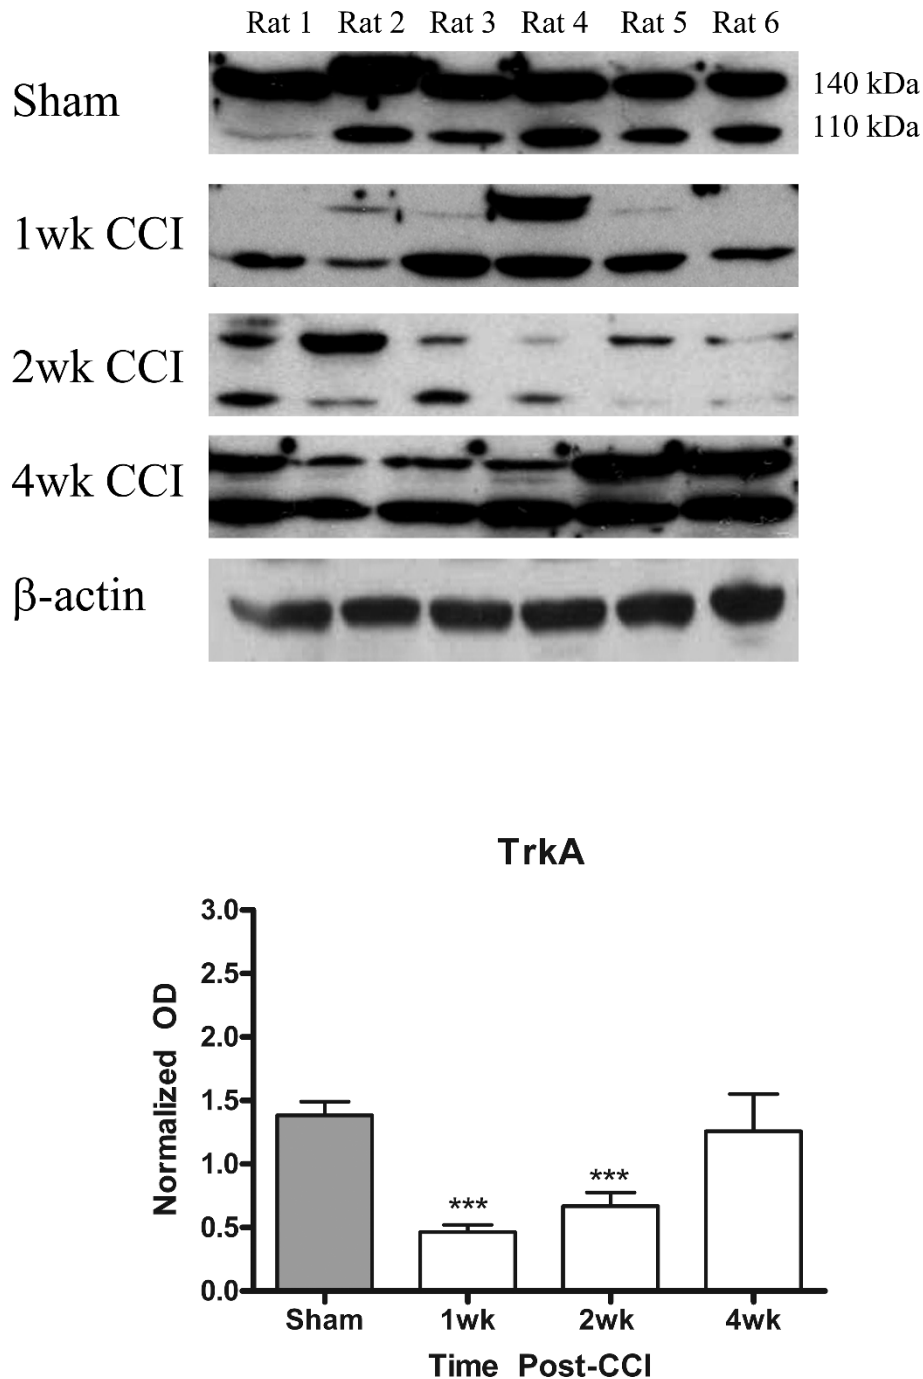 Rat 1 Rat 2 Rat 3 Rat 4 Rat 5 Rat 6
Sham
140 kDa
110 kDa
1wk CCI
2wk CCI
4wk CCI
β-actin
TrkA
Normalized OD
3.0
2.5
2.0
1.5
1.0
0.5
0.0
***
***
Sham 1wk 2wk 4wk
Time Post-CCI